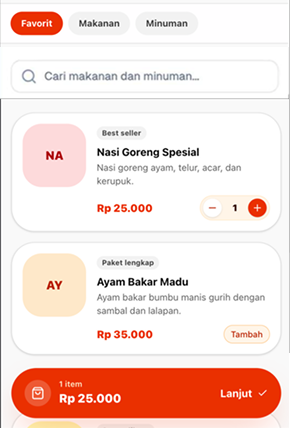 Favorit
Makanan
Minuman
Cari makanan dan minuman...
NA
Best seller
Nasi Goreng Spesial
Nasi goreng ayam, telur, acar, dan
kerupuk.
Rp 25.000
− 1 +
AY
Paket lengkap
Ayam Bakar Madu
Ayam bakar bumbu manis gurih dengan
sambal dan lalapan.
Rp 35.000
Tambah
1 item
Rp 25.000
Lanjut